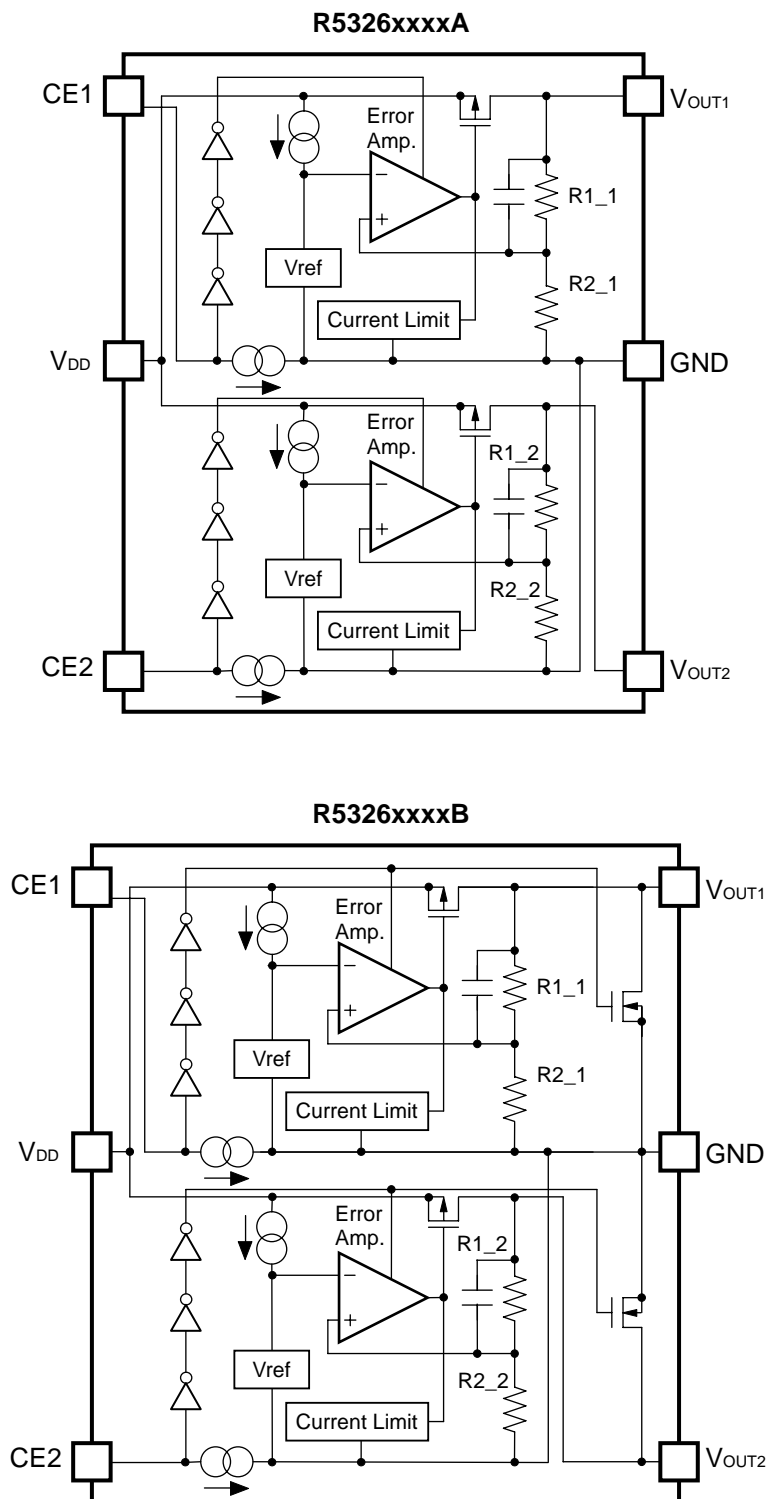 R5326xxxxA
CE1
VOUT1
Error
Amp.
−
+
R1_1
Vref
R2_1
Current Limit
VDD
GND
Error
Amp.
R1_2
−
+
Vref
R2_2
Current Limit
CE2
VOUT2
R5326xxxxB
CE1
VOUT1
Error
Amp.
−
+
R1_1
Vref
R2_1
Current Limit
VDD
GND
Error
Amp.
R1_2
−
+
Vref
R2_2
Current Limit
CE2
VOUT2